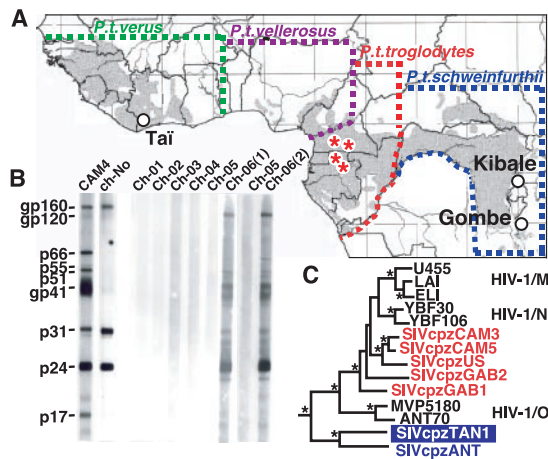 A
P.t.verus
P.t.vellerosus
P.t.troglodytes
P.t.schweinfurthii
Taï
Kibale
Gombe
* * * *
B
CAM4
ch-No
Ch-01
Ch-02
Ch-03
Ch-04
Ch-05
Ch-06(1)
Ch-05
Ch-06(2)
gp160
gp120
p66
p55
p51
gp41
p31
p24
p17
C
U455
LAI
ELI
HIV-1/M
YBF30
YBF106
HIV-1/N
SIVcpzCAM3
SIVcpzCAM5
SIVcpzUS
SIVcpzGAB2
SIVcpzGAB1
MVP5180
ANT70
HIV-1/O
SIVcpzTAN1
SIVcpzANT